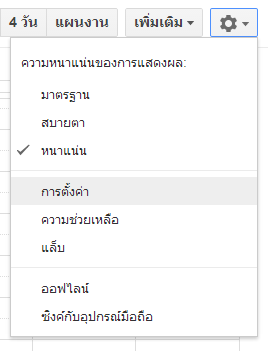 4 วัน แผนงาน เพิ่มเติม
ความหนาแน่นของการแสดงผล:
มาตรฐาน
สบายตา
หนาแน่น
การตั้งค่า
ความช่วยเหลือ
แล็บ
ออฟไลน์
ซิงค์กับอุปกรณ์มือถือ